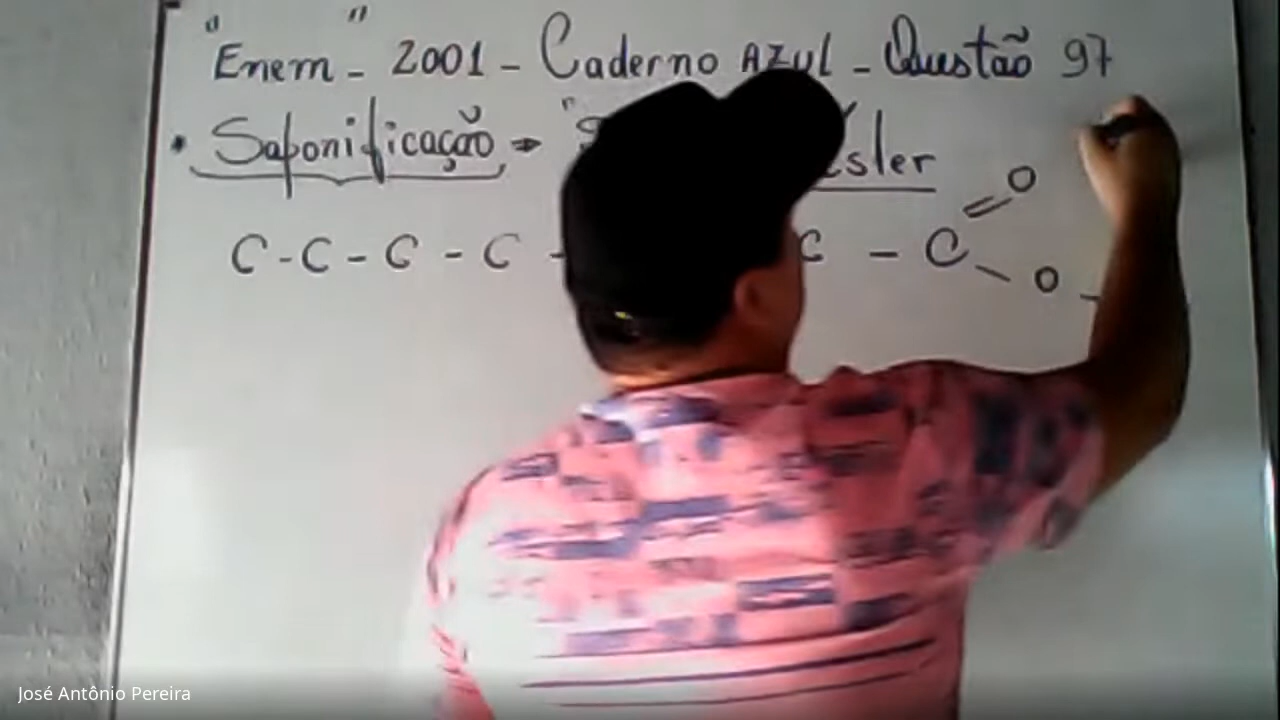 "Enem" - 2001 - Caderno AZUL - Questão 97
• Saponificação ⇒ "
C - C - C - C - C - C = O - O -
José Antônio Pereira